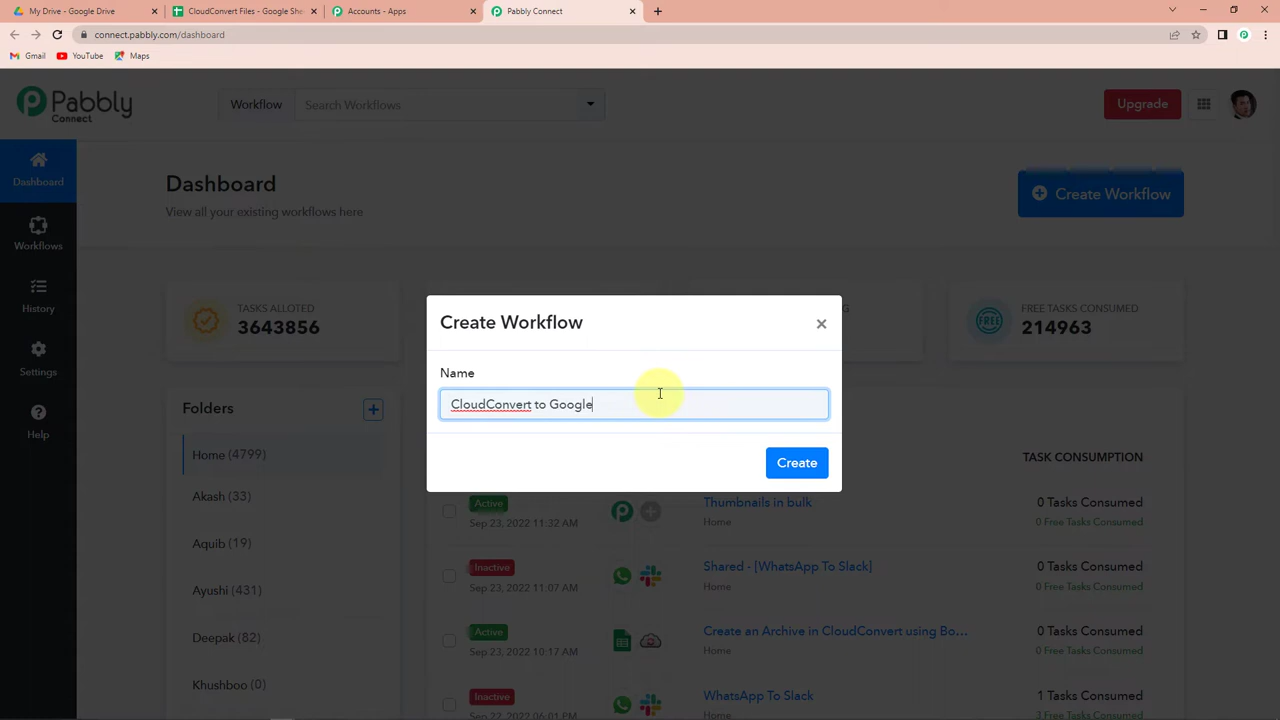 My Drive - Google Drive
CloudConvert Files - Google She
Accounts - Apps
Pabbly Connect
connect.pabbly.com/dashboard
Gmail
YouTube
Maps
Pabbly
Connect
Workflow
Search Workflows
Upgrade
Dashboard
Workflows
History
Settings
Help
Dashboard
View all your existing workflows here
Create Workflow
TASKS ALLOTED
3643856
FREE TASKS CONSUMED
214963
Create Workflow
Name
CloudConvert to Google
Create
Folders
Home (4799)
Akash (33)
Aquib (19)
Ayushi (431)
Deepak (82)
Khushboo (0)
TASK CONSUMPTION
Active
Sep 23, 2022 11:32 AM
Thumbnails in bulk
Home
0 Tasks Consumed
0 Free Tasks Consumed
Inactive
Sep 23, 2022 11:07 AM
Shared - [WhatsApp To Slack]
Home
0 Tasks Consumed
0 Free Tasks Consumed
Active
Sep 23, 2022 10:37 AM
Create an Archive in CloudConvert using Bo...
Home
0 Tasks Consumed
0 Free Tasks Consumed
Inactive
Sep 22, 2022 06:01 PM
WhatsApp To Slack
Home
1 Tasks Consumed
3 Free Tasks Consumed